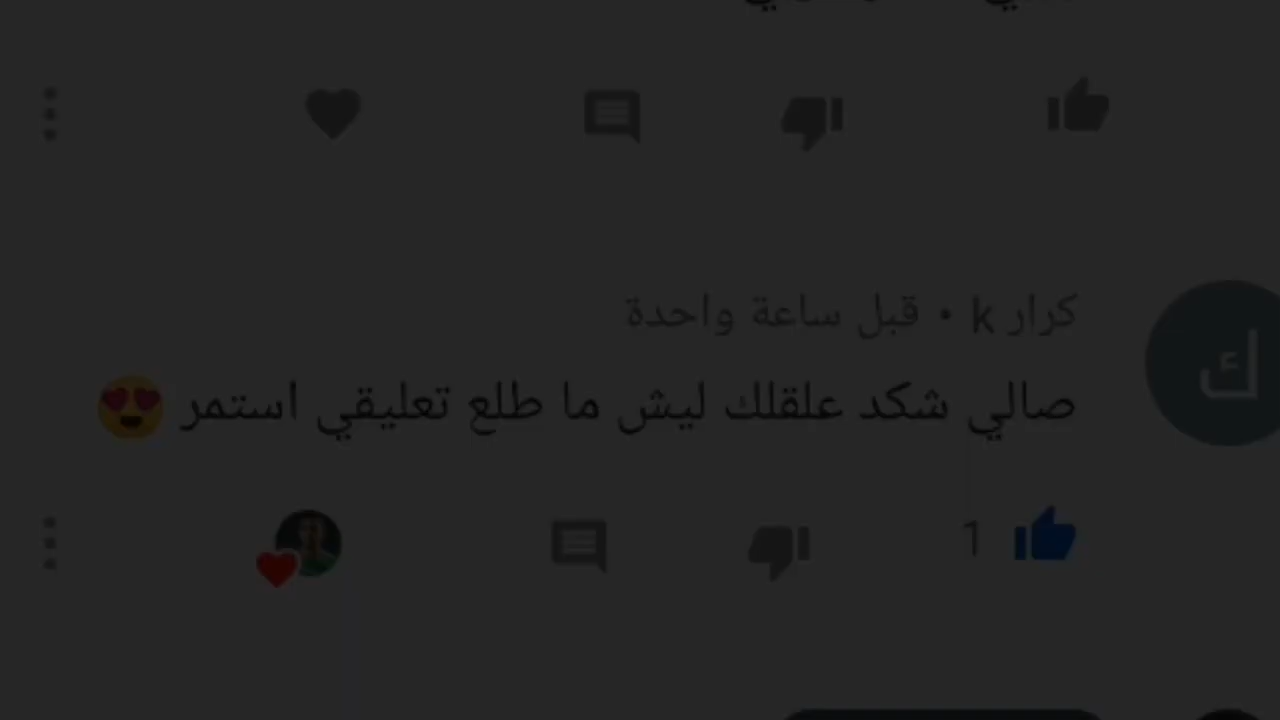 كرار k • قبل ساعة واحدة
ك
صالي شكد علقلك ليش ما طلع تعليقي استمر 😍
1